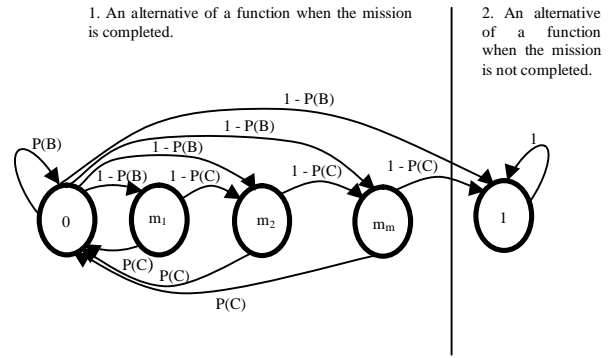 1. An alternative of a function when the mission
is completed.
2. An alternative
of a function
when the mission
is not completed.
1 - P(B)
P(B)
1 - P(B)
1
1 - P(B)
1 - P(B)
1 - P(C)
1 - P(C)
1 - P(C)
0
m₁
m₂
mₘ
1
P(C)
P(C)
P(C)